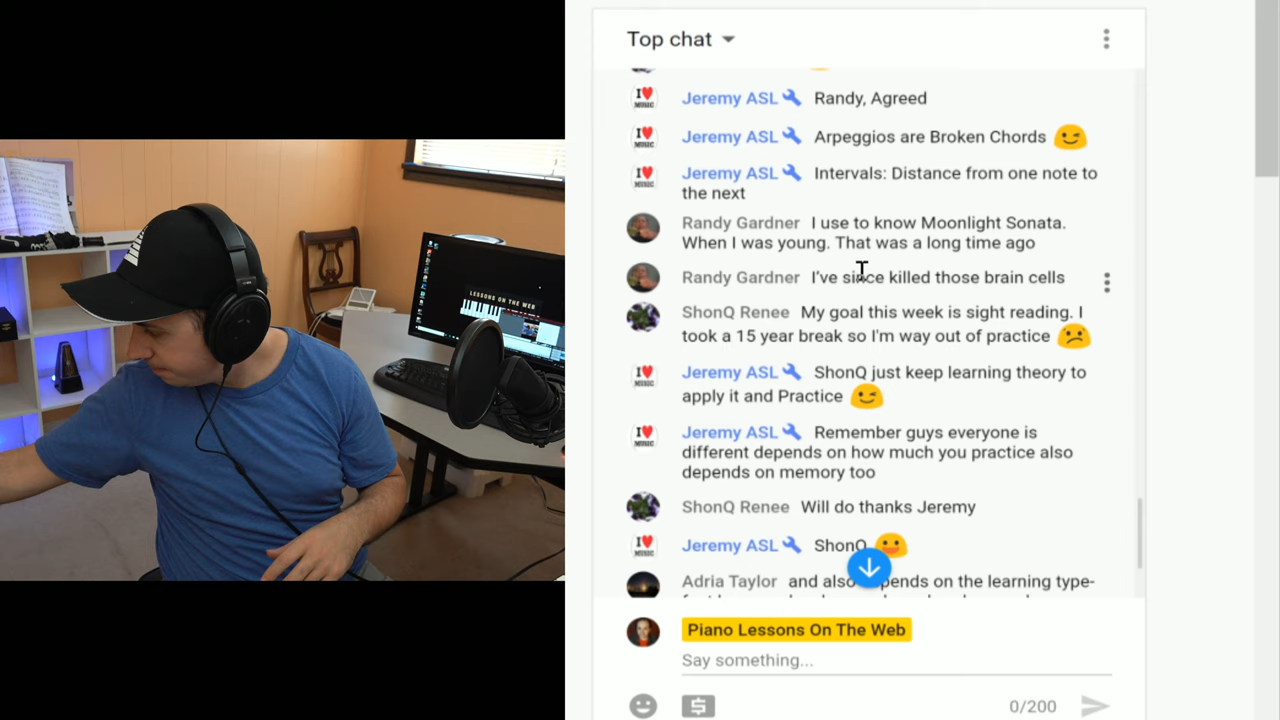 Top chat
Jeremy ASL Randy, Agreed
Jeremy ASL Arpeggios are Broken Chords
Jeremy ASL Intervals: Distance from one note to
the next
Randy Gardner I use to know Moonlight Sonata.
When I was young. That was a long time ago
Randy Gardner I've since killed those brain cells
ShonQ Renee My goal this week is sight reading. I
took a 15 year break so I'm way out of practice
Jeremy ASL ShonQ just keep learning theory to
apply it and Practice
Jeremy ASL Remember guys everyone is
different depends on how much you practice also
depends on memory too
ShonQ Renee Will do thanks Jeremy
Jeremy ASL ShonQ
Adria Taylor and also depends on the learning type-
Piano Lessons On The Web
Say something...
0/200
LESSONS ON THE WEB
I ♥
MUSIC